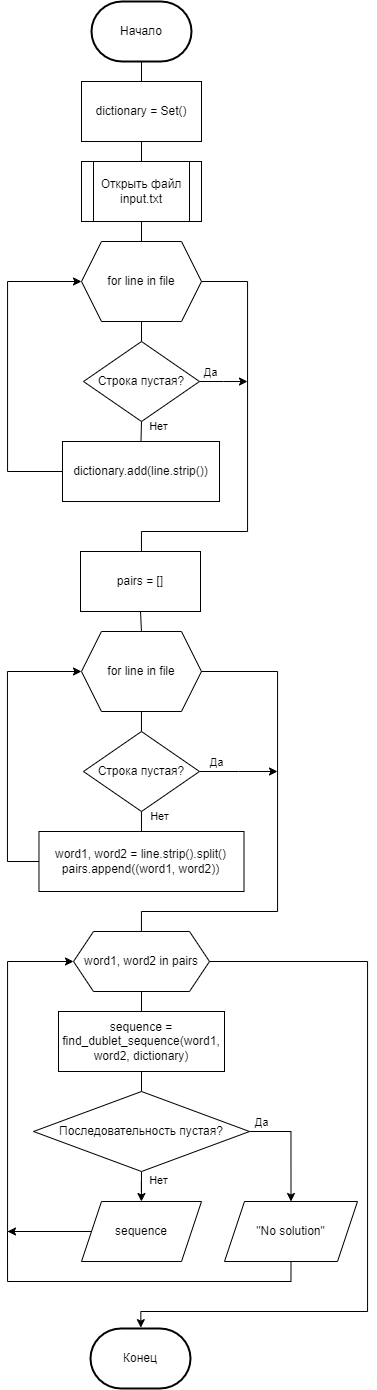 Начало
dictionary = Set()
Открыть файл
input.txt
for line in file
Строка пустая?
Да
Нет
dictionary.add(line.strip())
pairs = []
for line in file
Строка пустая?
Да
Нет
word1, word2 = line.strip().split()
pairs.append((word1, word2))
word1, word2 in pairs
sequence =
find_dublet_sequence(word1,
word2, dictionary)
Последовательность пустая?
Да
Нет
sequence
"No solution"
Конец